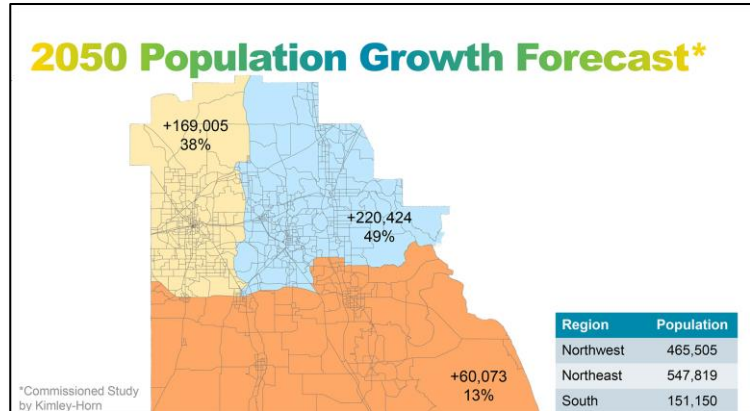 2050 Population Growth Forecast*
+169,005
38%
+220,424
49%
+60,073
13%
Region Population
Northwest 465,505
Northeast 547,819
South 151,150
*Commissioned Study
by Kimley-Horn